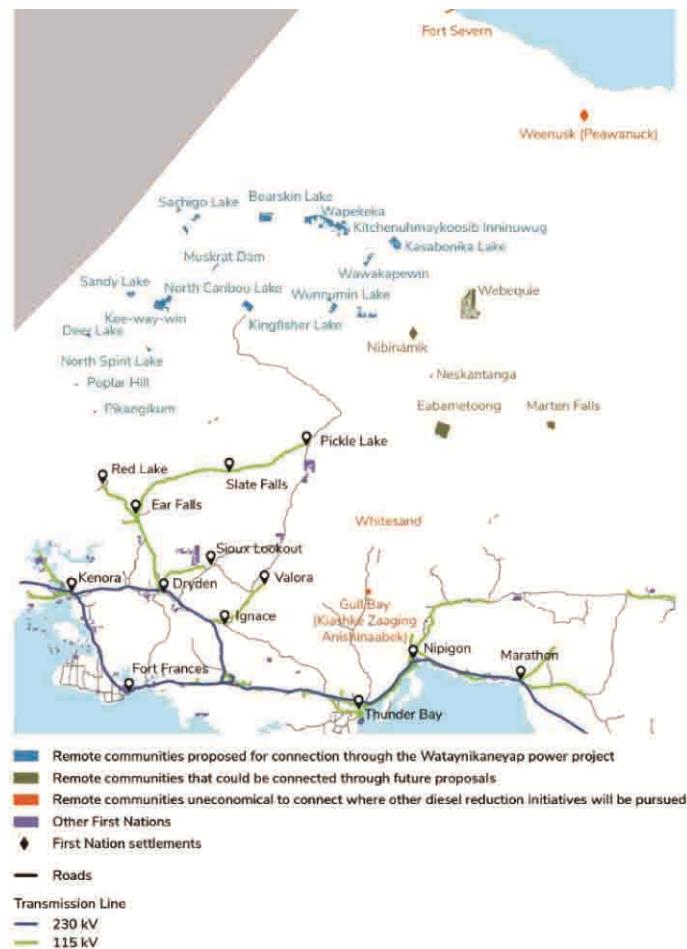 Fort Severn
Weenusk (Peawanuck)
Sachigo Lake
Bearskin Lake
Wapekeka
Kitchenuhmaykoosib Inninuwug
Kasabonika Lake
Muskrat Dam
Wawakapewin
Sandy Lake
North Caribou Lake
Wunnumin Lake
Webequie
Kee-way-win
Kingfisher Lake
Deer Lake
Nibinamik
North Spirit Lake
Neskantanga
Poplar Hill
Eabametoong
Marten Falls
Pikangikum
Pickle Lake
Red Lake
Slate Falls
Ear Falls
Whitesand
Sioux Lookout
Kenora
Dryden
Valora
Gull Bay
(Kiashke Zaaging
Anishinaabek)
Ignace
Nipigon
Marathon
Fort Frances
Thunder Bay
Remote communities proposed for connection through the Wataynikaneyap power project
Remote communities that could be connected through future proposals
Remote communities uneconomical to connect where other diesel reduction initiatives will be pursued
Other First Nations
First Nation settlements
Roads
Transmission Line
230 kV
115 kV